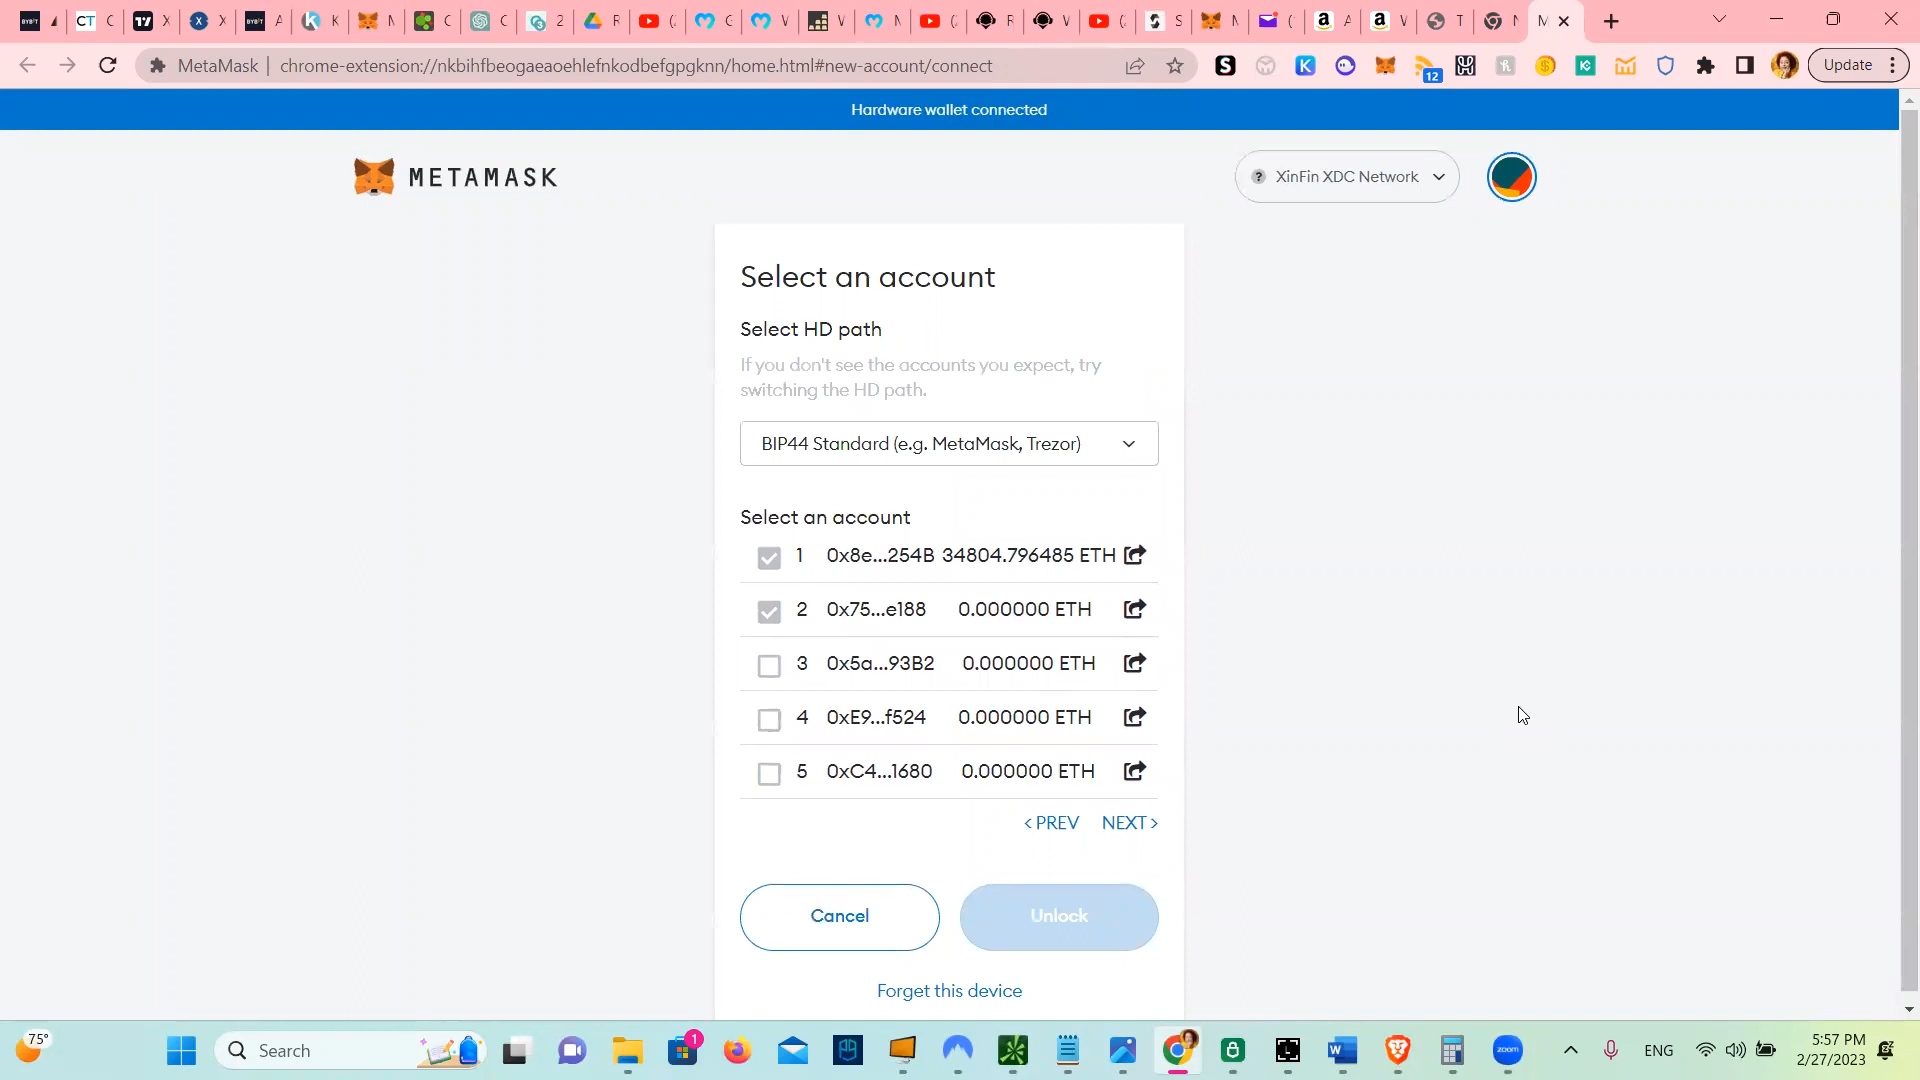 MetaMask | chrome-extension://nkbihfbeogaeaoehlefnkodbefgpgknn/home.html#new-account/connect
12
Update
Hardware wallet connected
METAMASK
? XinFin XDC Network
Select an account
Select HD path
If you don't see the accounts you expect, try
switching the HD path.
BIP44 Standard (e.g. MetaMask, Trezor)
Select an account
1 0x8e...254B 34804.796485 ETH
2 0x75...e188 0.000000 ETH
3 0x5a...93B2 0.000000 ETH
4 0xE9...f524 0.000000 ETH
5 0xC4...1680 0.000000 ETH
< PREV NEXT >
Cancel
Unlock
Forget this device
75°
Search
1
zoom
ENG
5:57 PM
2/27/2023